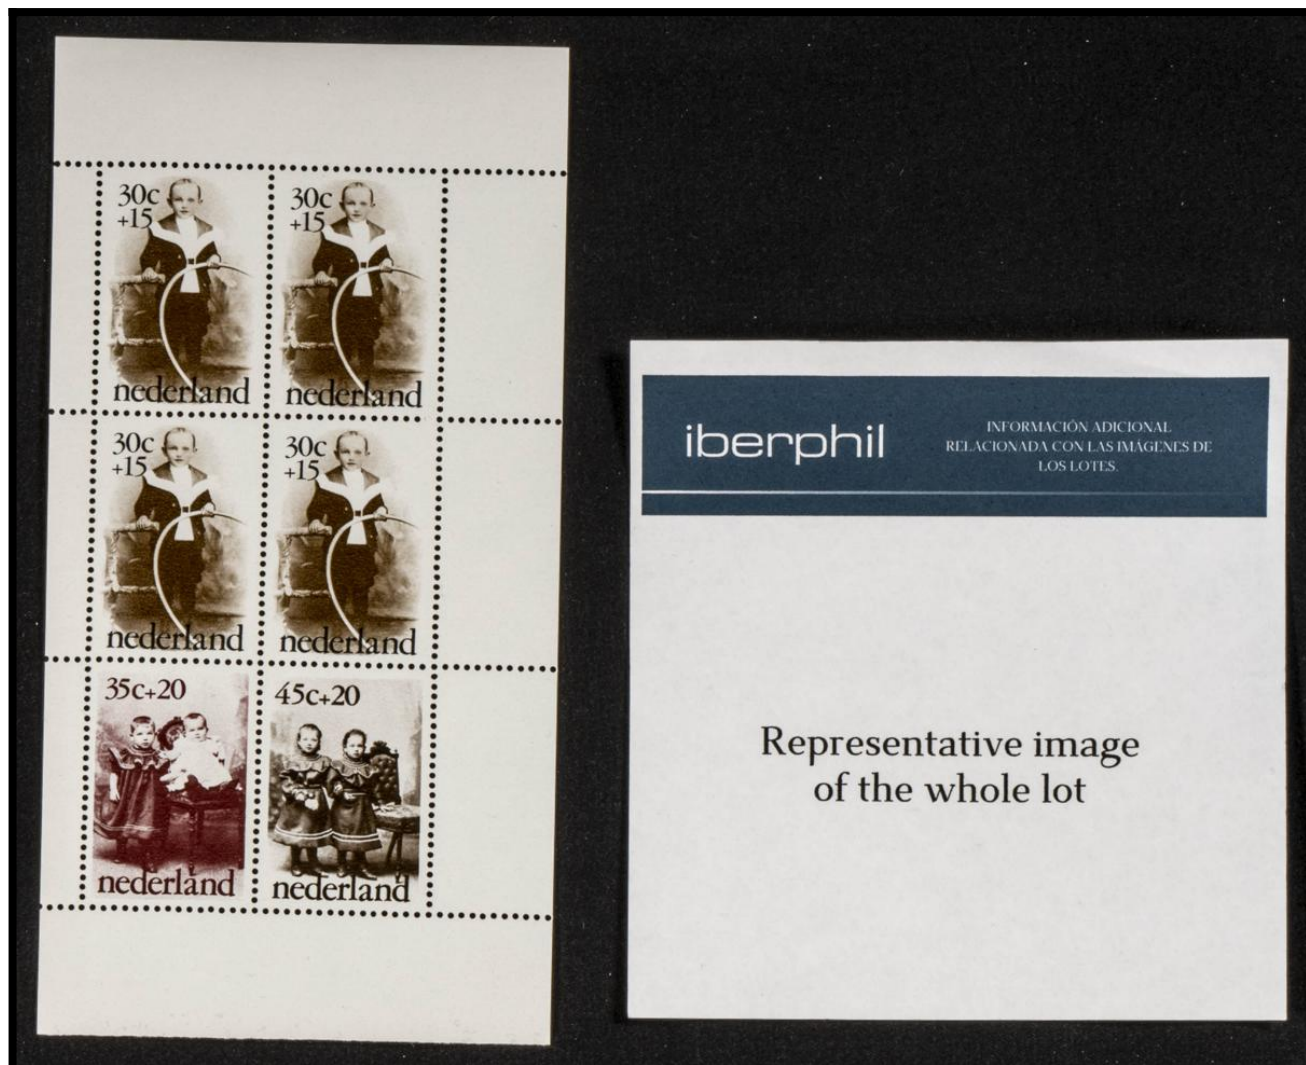 30c
+15
nederland
30c
+15
nederland
30c
+15
nederland
30c
+15
nederland
35c+20
nederland
45c+20
nederland
iberphil
INFORMACIÓN ADICIONAL
RELACIONADA CON LAS IMÁGENES DE
LOS LOTES.
Representative image
of the whole lot